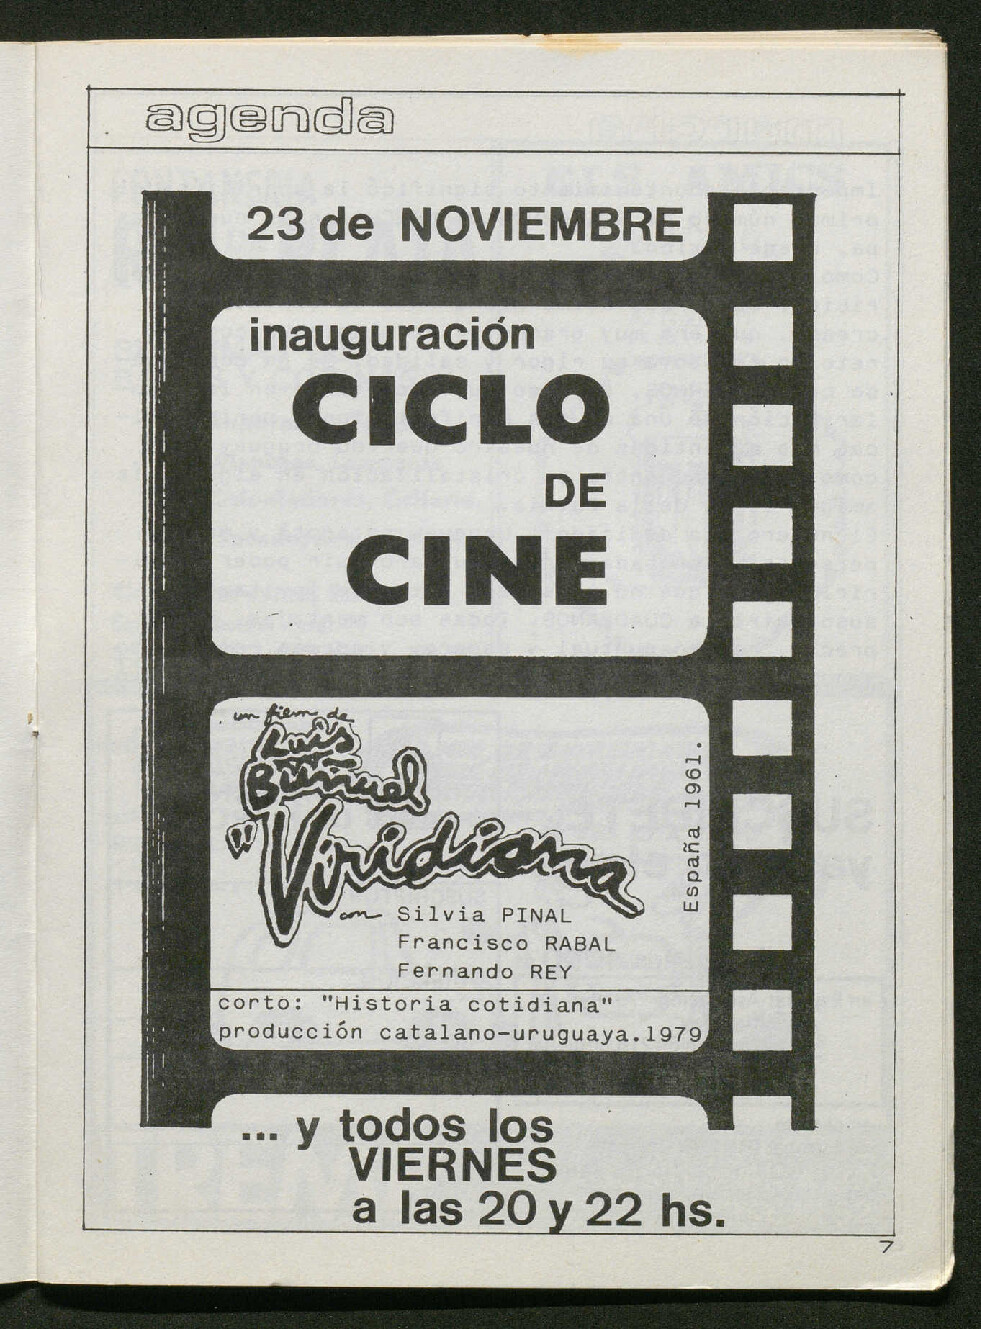 agenda
23 de NOVIEMBRE
inauguración
CICLO
DE
CINE
un film de
Luis
Buñuel
"Viridiana
con Silvia PINAL
Francisco RABAL
Fernando REY
España 1961.
corto: "Historia cotidiana"
producción catalano-uruguaya.1979
... y todos los
VIERNES
a las 20 y 22 hs.
7